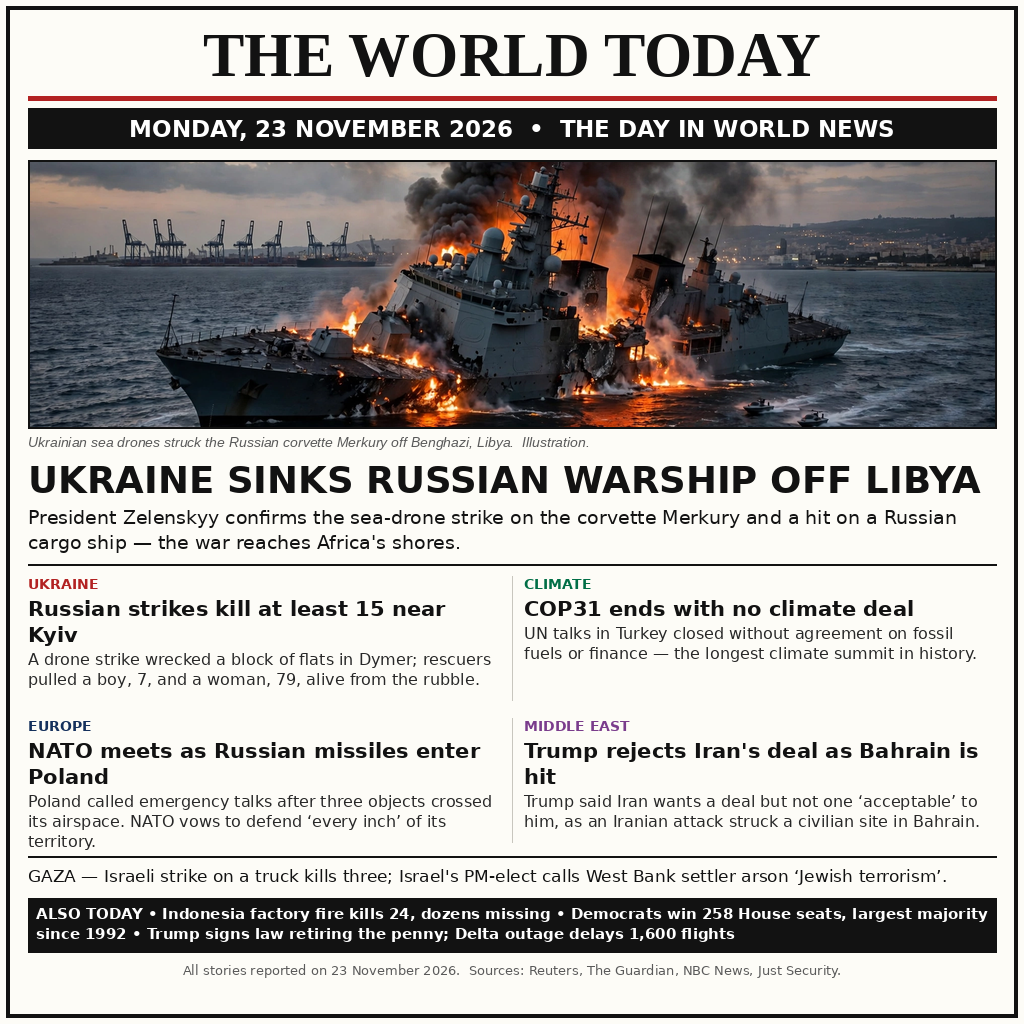 THE WORLD TODAY
MONDAY, 23 NOVEMBER 2026 • THE DAY IN WORLD NEWS
Ukrainian sea drones struck the Russian corvette Merkury off Benghazi, Libya. Illustration.
UKRAINE SINKS RUSSIAN WARSHIP OFF LIBYA
President Zelenskyy confirms the sea-drone strike on the corvette Merkury and a hit on a Russian
cargo ship — the war reaches Africa's shores.
UKRAINE
Russian strikes kill at least 15 near
Kyiv
A drone strike wrecked a block of flats in Dymer; rescuers
pulled a boy, 7, and a woman, 79, alive from the rubble.
CLIMATE
COP31 ends with no climate deal
UN talks in Turkey closed without agreement on fossil
fuels or finance — the longest climate summit in history.
EUROPE
NATO meets as Russian missiles enter
Poland
Poland called emergency talks after three objects crossed
its airspace. NATO vows to defend ‘every inch’ of its
territory.
MIDDLE EAST
Trump rejects Iran's deal as Bahrain is
hit
Trump said Iran wants a deal but not one ‘acceptable’ to
him, as an Iranian attack struck a civilian site in Bahrain.
GAZA — Israeli strike on a truck kills three; Israel's PM-elect calls West Bank settler arson ‘Jewish terrorism’.
ALSO TODAY • Indonesia factory fire kills 24, dozens missing • Democrats win 258 House seats, largest majority
since 1992 • Trump signs law retiring the penny; Delta outage delays 1,600 flights
All stories reported on 23 November 2026. Sources: Reuters, The Guardian, NBC News, Just Security.